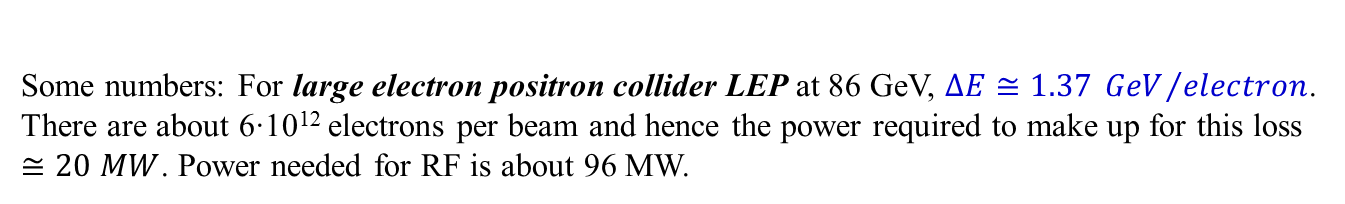 Some numbers: For large electron positron collider LEP at 86 GeV, ΔE ≅ 1.37 GeV/electron.
There are about 6·10¹² electrons per beam and hence the power required to make up for this loss
≅ 20 MW. Power needed for RF is about 96 MW.